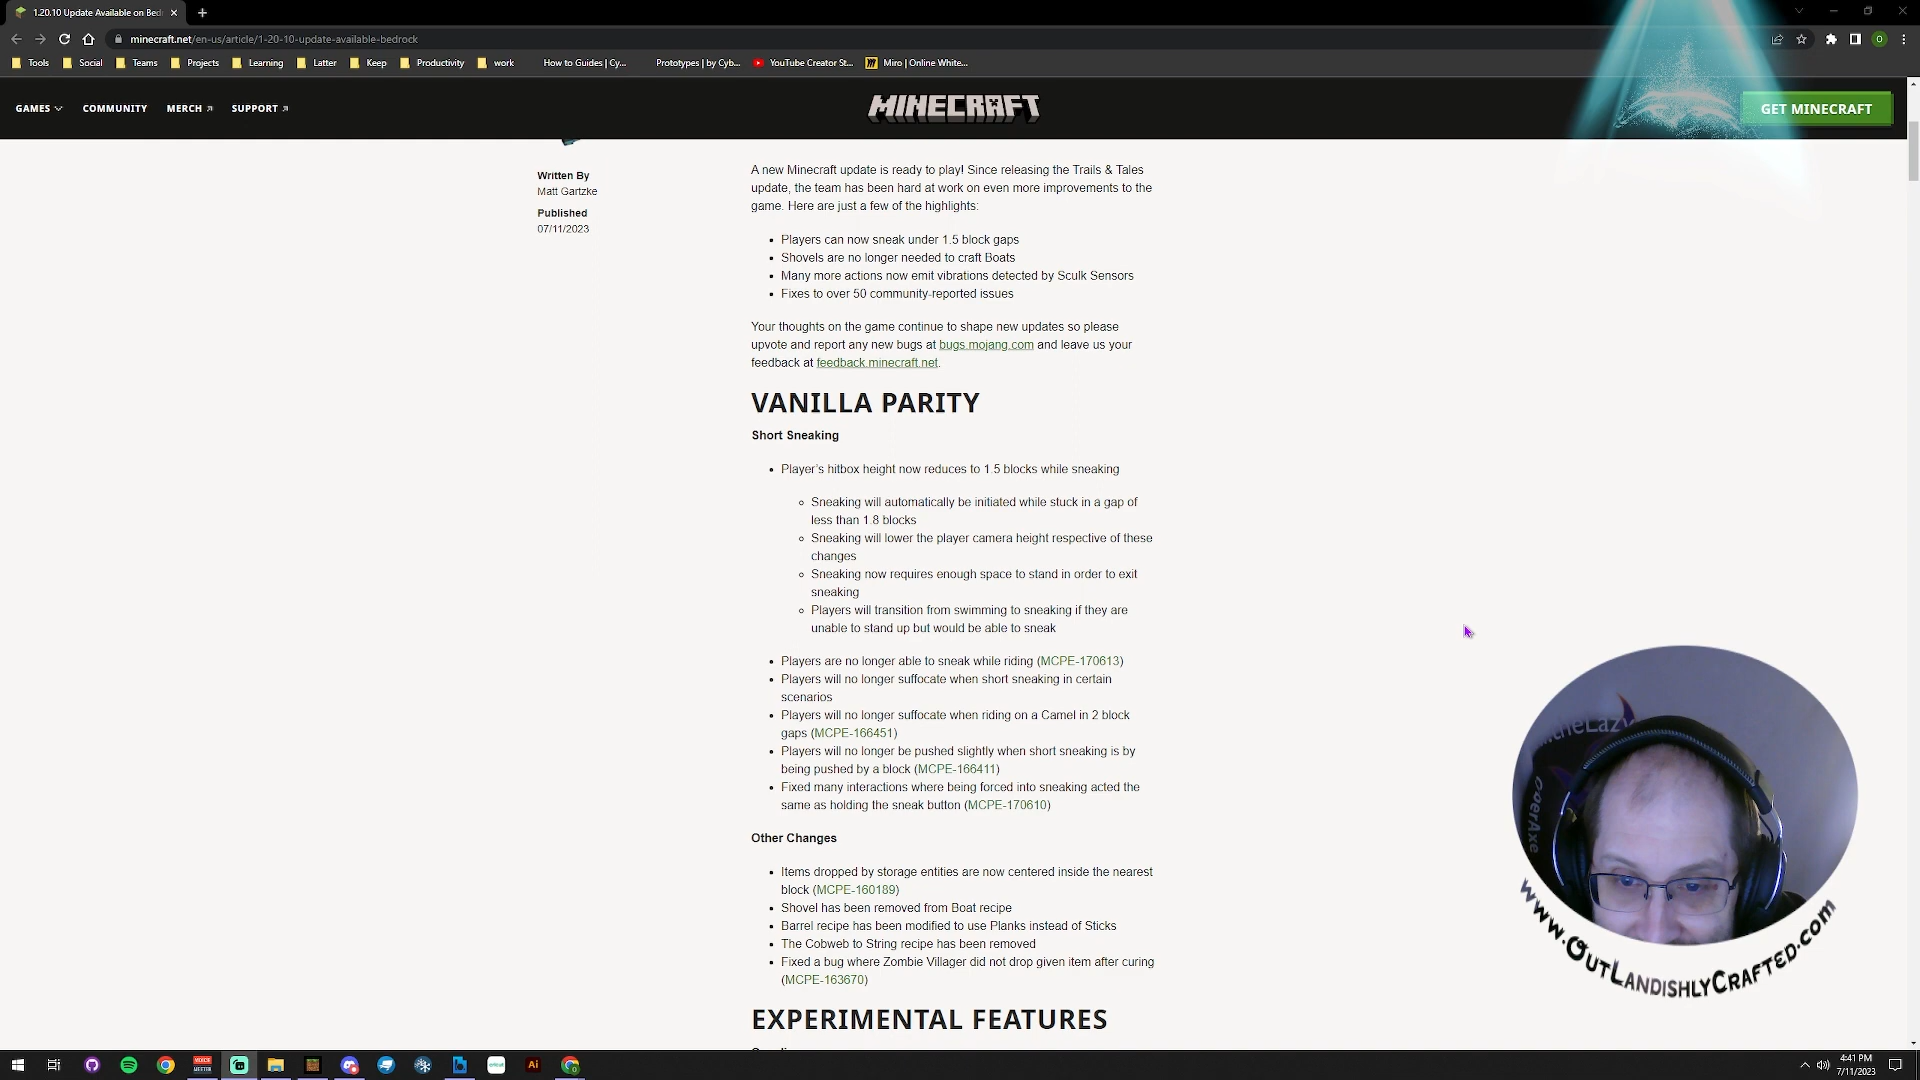 1.20.10 Update Available on Bedr
minecraft.net/en-us/article/1-20-10-update-available-bedrock
Tools
Social
Teams
Projects
Learning
Latter
Keep
Productivity
work
How to Guides | Cy...
Prototypes | by Cyb...
YouTube Creator St...
Miro | Online White...
GAMES
COMMUNITY
MERCH
SUPPORT
MINECRAFT
GET MINECRAFT
Written By
Matt Gartzke
Published
07/11/2023
A new Minecraft update is ready to play! Since releasing the Trails & Tales
update, the team has been hard at work on even more improvements to the
game. Here are just a few of the highlights:
Players can now sneak under 1.5 block gaps
Shovels are no longer needed to craft Boats
Many more actions now emit vibrations detected by Sculk Sensors
Fixes to over 50 community-reported issues
Your thoughts on the game continue to shape new updates so please
upvote and report any new bugs at bugs.mojang.com and leave us your
feedback at feedback.minecraft.net.
VANILLA PARITY
Short Sneaking
Player's hitbox height now reduces to 1.5 blocks while sneaking
Sneaking will automatically be initiated while stuck in a gap of
less than 1.8 blocks
Sneaking will lower the player camera height respective of these
changes
Sneaking now requires enough space to stand in order to exit
sneaking
Players will transition from swimming to sneaking if they are
unable to stand up but would be able to sneak
Players are no longer able to sneak while riding (MCPE-170613)
Players will no longer suffocate when short sneaking in certain
scenarios
Players will no longer suffocate when riding on a Camel in 2 block
gaps (MCPE-166451)
Players will no longer be pushed slightly when short sneaking is by
being pushed by a block (MCPE-166411)
Fixed many interactions where being forced into sneaking acted the
same as holding the sneak button (MCPE-170610)
Other Changes
Items dropped by storage entities are now centered inside the nearest
block (MCPE-160189)
Shovel has been removed from Boat recipe
Barrel recipe has been modified to use Planks instead of Sticks
The Cobweb to String recipe has been removed
Fixed a bug where Zombie Villager did not drop given item after curing
(MCPE-163670)
EXPERIMENTAL FEATURES
www.OutLandishlyCrafted.com
Ai
4:41 PM
7/11/2023